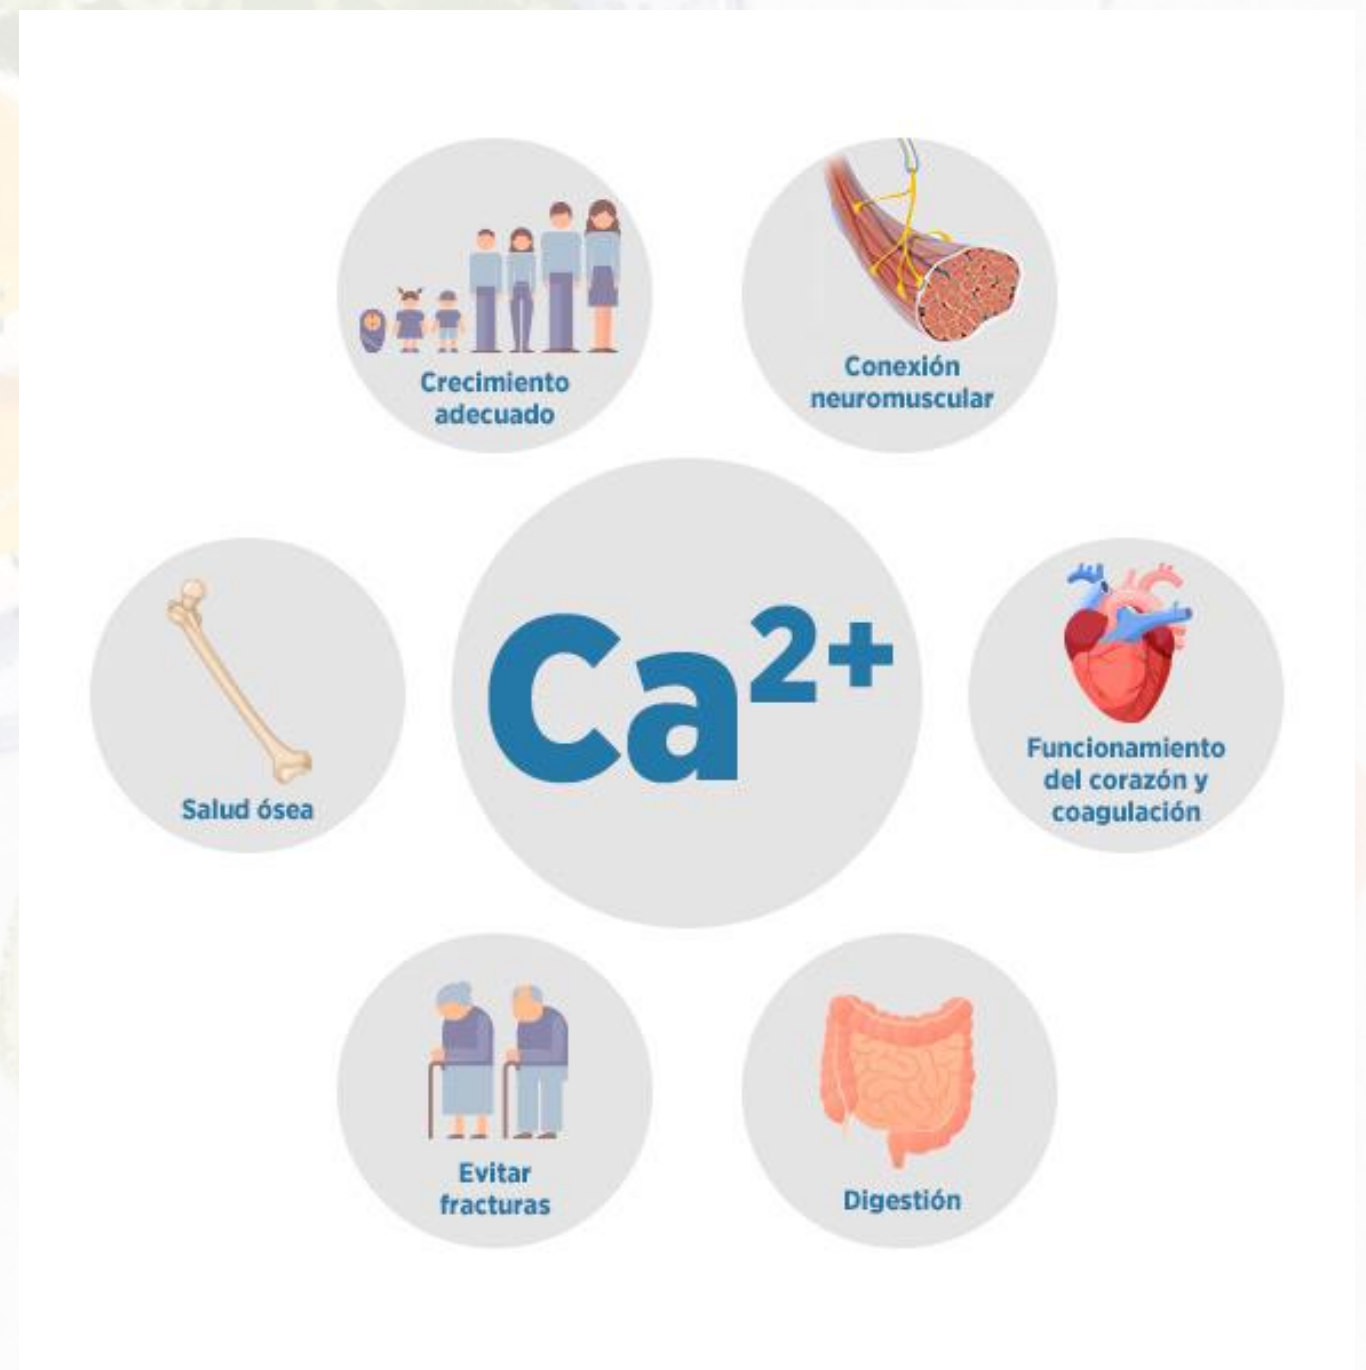 Crecimiento
adecuado
Conexión
neuromuscular
Salud ósea
Ca²⁺
Funcionamiento
del corazón y
coagulación
Evitar
fracturas
Digestión